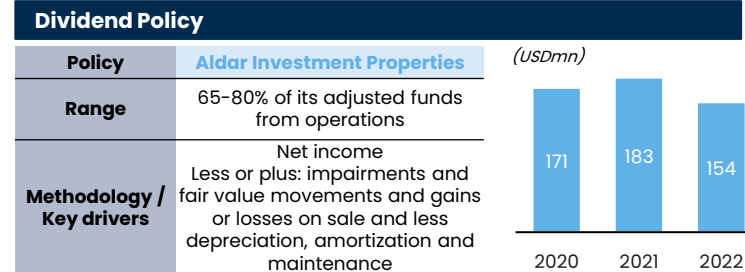 Dividend Policy
Policy
Aldar Investment Properties
Range
65-80% of its adjusted funds
from operations
Methodology /
Key drivers
Net income
Less or plus: impairments and
fair value movements and gains
or losses on sale and less
depreciation, amortization and
maintenance
(USDmn)
171
183
154
2020
2021
2022